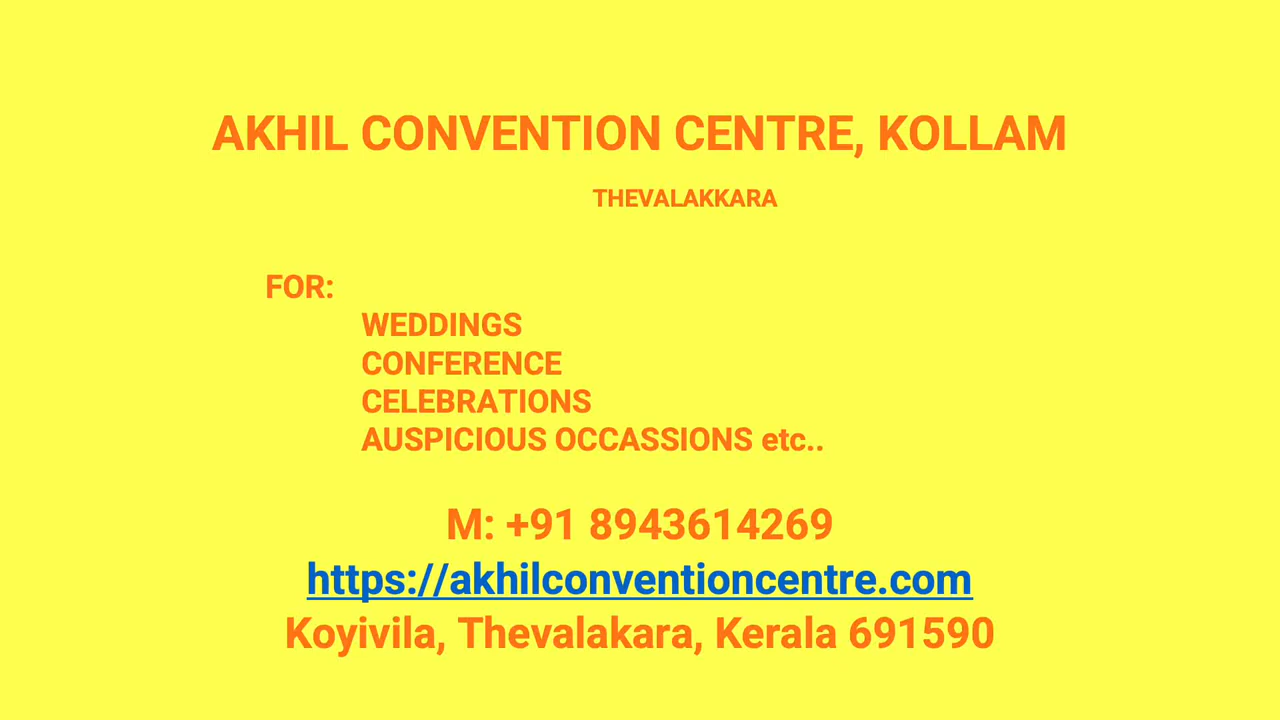 AKHIL CONVENTION CENTRE, KOLLAM
THEVALAKKARA
FOR:
WEDDINGS
CONFERENCE
CELEBRATIONS
AUSPICIOUS OCCASSIONS etc..
M: +91 8943614269
https://akhilconventioncentre.com
Koyivila, Thevalakara, Kerala 691590